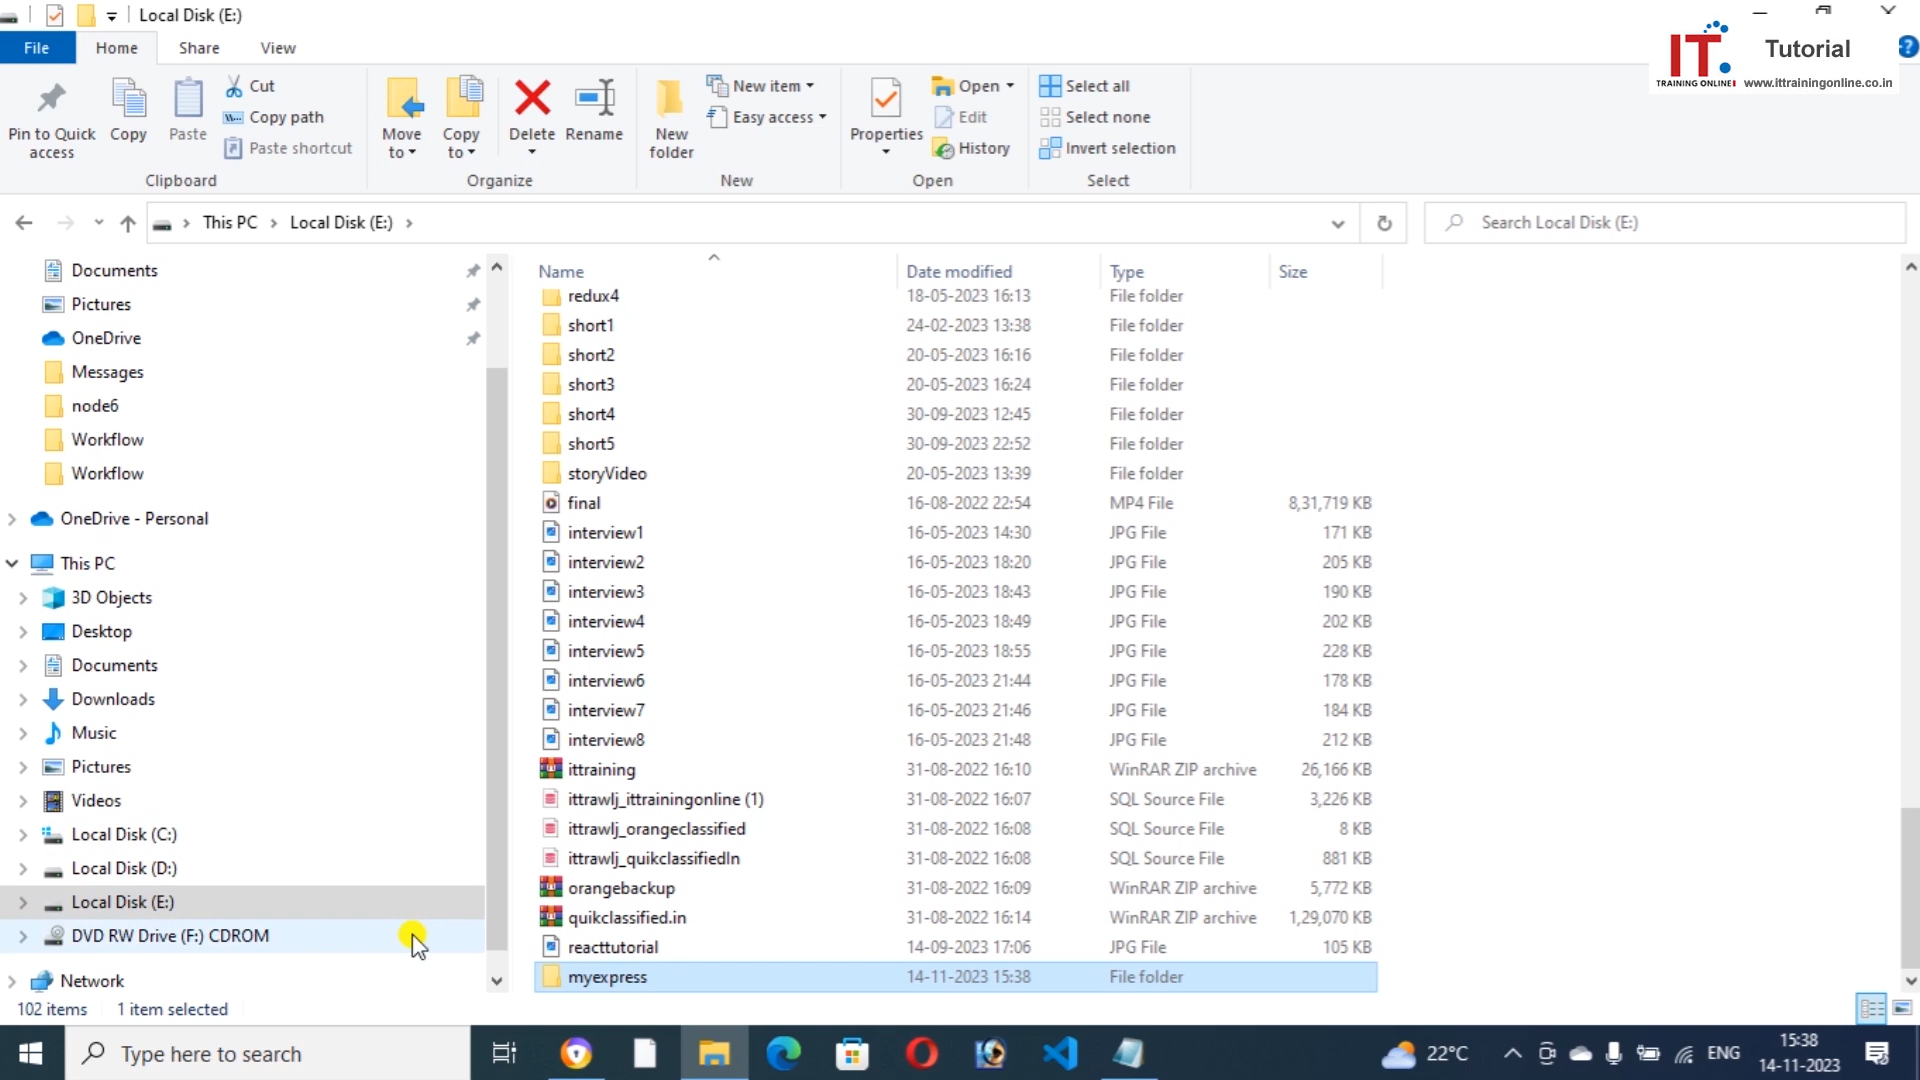 Local Disk (E:)
File Home Share View
IT. Tutorial
TRAINING ONLINE www.ittrainingonline.co.in
Pin to Quick access
Copy
Paste
Cut
Copy path
Paste shortcut
Move to
Copy to
Delete
Rename
New folder
New item
Easy access
Properties
Open
Edit
History
Select all
Select none
Invert selection
Clipboard Organize New Open Select
This PC Local Disk (E:)
Search Local Disk (E:)
Documents
Pictures
OneDrive
Messages
node6
Workflow
Workflow
OneDrive - Personal
This PC
3D Objects
Desktop
Documents
Downloads
Music
Pictures
Videos
Local Disk (C:)
Local Disk (D:)
Local Disk (E:)
DVD RW Drive (F:) CDROM
Network
Name Date modified Type Size
redux4 18-05-2023 16:13 File folder
short1 24-02-2023 13:38 File folder
short2 20-05-2023 16:16 File folder
short3 20-05-2023 16:24 File folder
short4 30-09-2023 12:45 File folder
short5 30-09-2023 22:52 File folder
storyVideo 20-05-2023 13:39 File folder
final 16-08-2022 22:54 MP4 File 8,31,719 KB
interview1 16-05-2023 14:30 JPG File 171 KB
interview2 16-05-2023 18:20 JPG File 205 KB
interview3 16-05-2023 18:43 JPG File 190 KB
interview4 16-05-2023 18:49 JPG File 202 KB
interview5 16-05-2023 18:55 JPG File 228 KB
interview6 16-05-2023 21:44 JPG File 178 KB
interview7 16-05-2023 21:46 JPG File 184 KB
interview8 16-05-2023 21:48 JPG File 212 KB
ittraining 31-08-2022 16:10 WinRAR ZIP archive 26,166 KB
ittrawlj_ittrainingonline (1) 31-08-2022 16:07 SQL Source File 3,226 KB
ittrawlj_orangeclassified 31-08-2022 16:08 SQL Source File 8 KB
ittrawlj_quikclassifiedIn 31-08-2022 16:08 SQL Source File 881 KB
orangebackup 31-08-2022 16:09 WinRAR ZIP archive 5,772 KB
quikclassified.in 31-08-2022 16:14 WinRAR ZIP archive 1,29,070 KB
reacttutorial 14-09-2023 17:06 JPG File 105 KB
myexpress 14-11-2023 15:38 File folder
102 items 1 item selected
Type here to search
22°C
ENG
15:38
14-11-2023